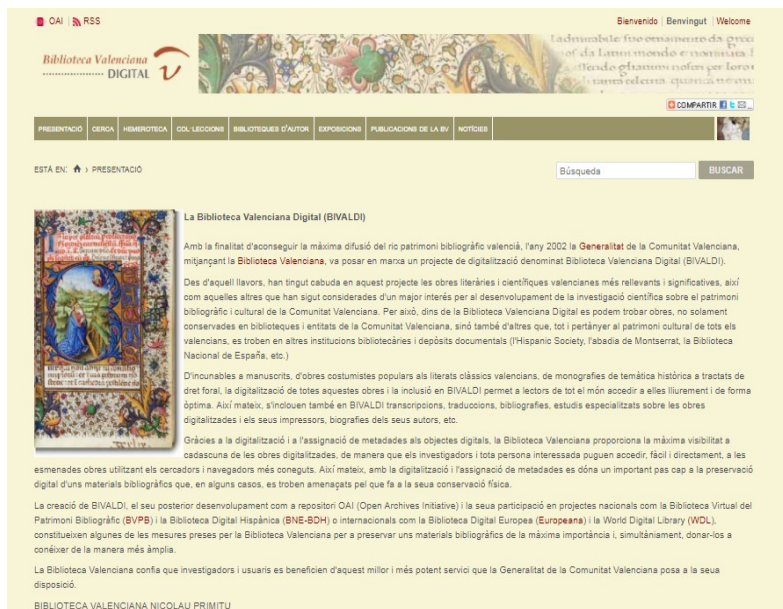 OAI | RSS
Bienvenido | Benvingut | Welcome
Biblioteca Valenciana
DIGITAL
COMPARTIR
PRESENTACIÓ CERCA HEMEROTECA COL·LECCIONS BIBLIOTEQUES D'AUTOR EXPOSICIONS PUBLICACIONS DE LA BV NOTÍCIES
ESTÀ EN: › PRESENTACIÓ
Búsqueda
BUSCAR
La Biblioteca Valenciana Digital (BIVALDI)
Amb la finalitat d'aconseguir la màxima difusió del ric patrimoni bibliogràfic valencià, l'any 2002 la Generalitat de la Comunitat Valenciana,
mitjançant la Biblioteca Valenciana, va posar en marxa un projecte de digitalització denominat Biblioteca Valenciana Digital (BIVALDI).
Des d'aquell llavors, han tingut cabuda en aquest projecte les obres literàries i científiques valencianes més rellevants i significatives, així
com aquelles altres que han sigut considerades d'un major interés per al desenvolupament de la investigació científica sobre el patrimoni
bibliogràfic i cultural de la Comunitat Valenciana. Per això, dins de la Biblioteca Valenciana Digital es podem trobar obres, no solament
conservades en biblioteques i entitats de la Comunitat Valenciana, sinó també d'altres que, tot i pertànyer al patrimoni cultural de tots els
valencians, es troben en altres institucions bibliotecàries i depòsits documentals (l'Hispanic Society, l'abadia de Montserrat, la Biblioteca
Nacional de España, etc.)
D'incunables a manuscrits, d'obres costumistes populars als literats clàssics valencians, de monografies de temàtica històrica a tractats de
dret foral, la digitalització de totes aquestes obres i la inclusió en BIVALDI permet a lectors de tot el món accedir a elles lliurement i de forma
òptima. Així mateix, s'inclouen també en BIVALDI transcripcions, traduccions, bibliografies, estudis especialitzats sobre les obres
digitalitzades i els seus impressors, biografies dels seus autors, etc.
Gràcies a la digitalització i a l'assignació de metadades als objectes digitals, la Biblioteca Valenciana proporciona la màxima visibilitat a
cadascuna de les obres digitalitzades, de manera que els investigadors i tota persona interessada puguen accedir, fàcil i directament, a les
esmenades obres utilitzant els cercadors i navegadors més coneguts. Així mateix, amb la digitalització i l'assignació de metadades es dóna un important pas cap a la preservació
digital d'uns materials bibliogràfics que, en alguns casos, es troben amenaçats pel que fa a la seua conservació física.
La creació de BIVALDI, el seu posterior desenvolupament com a repositori OAI (Open Archives Initiative) i la seua participació en projectes nacionals com la Biblioteca Virtual del
Patrimoni Bibliogràfic (BVPB) i la Biblioteca Digital Hispánica (BNE-BDH) o internacionals com la Biblioteca Digital Europea (Europeana) i la World Digital Library (WDL),
constitueixen algunes de les mesures preses per la Biblioteca Valenciana per a preservar uns materials bibliogràfics de la màxima importància i, simultàniament, donar-los a
conéixer de la manera més àmplia.
La Biblioteca Valenciana confia que investigadors i usuaris es beneficien d'aquest millor i més potent servici que la Generalitat de la Comunitat Valenciana posa a la seua
disposició.
BIBLIOTECA VALENCIANA NICOLAU PRIMITIU